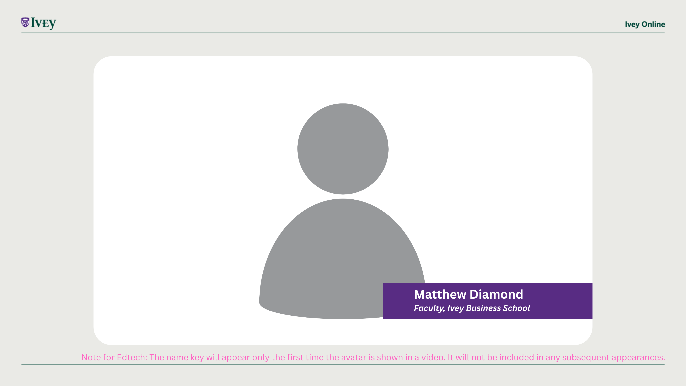 Ivey
Ivey Online
Matthew Diamond
Faculty, Ivey Business School
Note for Edtech: The name key will appear only the first time the avatar is shown in a video. It will not be included in any subsequent appearances.